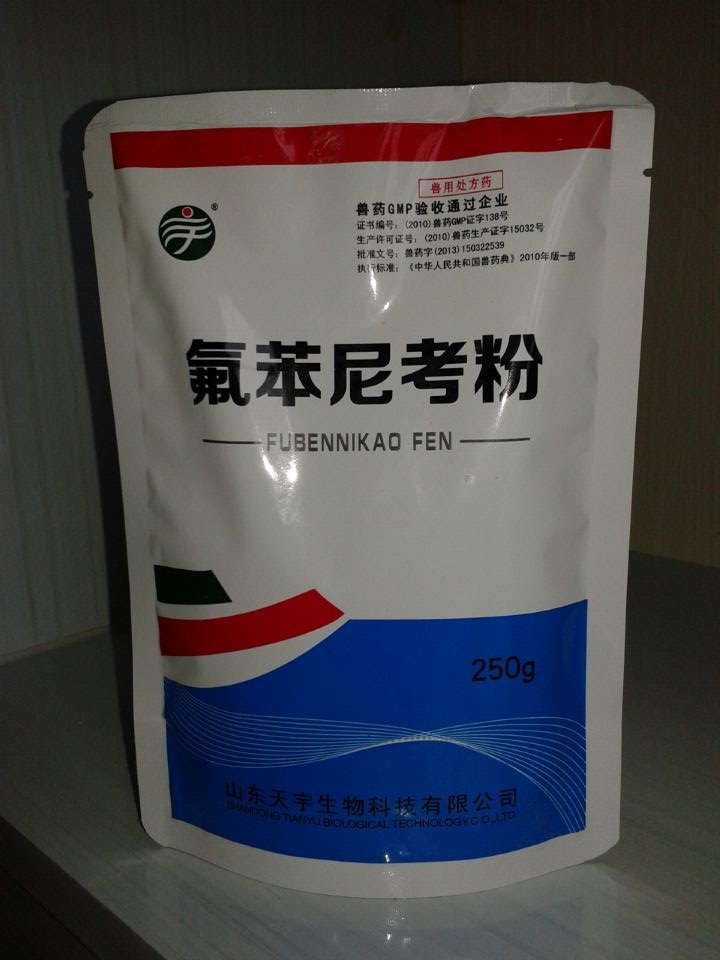 兽用处方药
兽药GMP验收通过企业
证书编号：(2010)兽药GMP证字138号
生产许可证号：(2010)兽药生产证字15032号
批准文号：兽药字(2013)150322539
执行标准：《中华人民共和国兽药典》2010年版一部
®
氟苯尼考粉
FUBENNIKAO FEN
250g
山东天宇生物科技有限公司
SHANDONG TIANYU BIOLOGICAL TECHNOLOGY C O.,LTD.